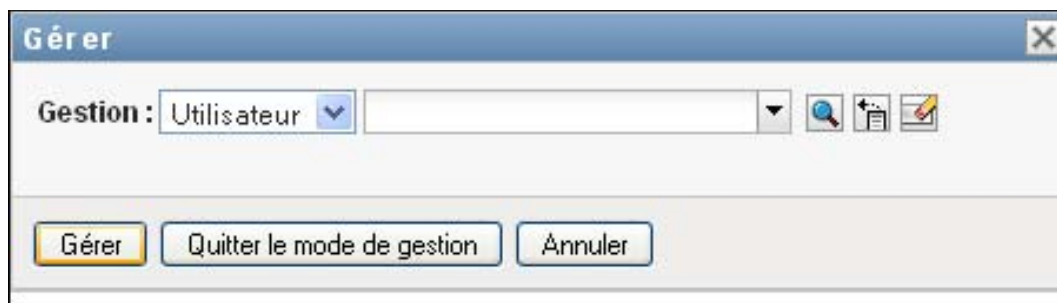 Gérer
Gestion : Utilisateur
Gérer Quitter le mode de gestion Annuler